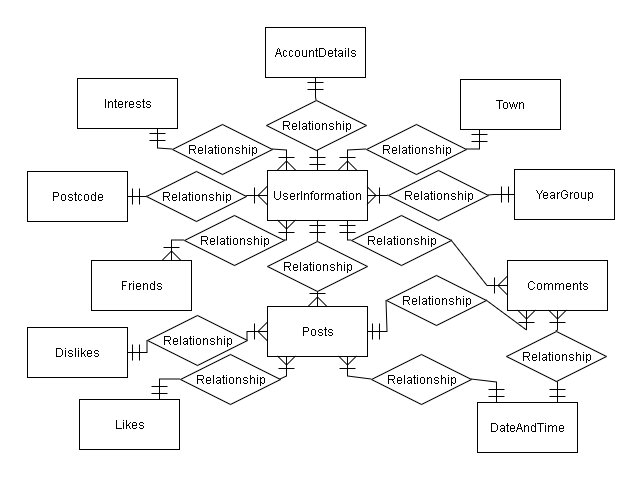 AccountDetails
Interests
Town
Relationship
Relationship
Relationship
Postcode
Relationship
UserInformation
Relationship
YearGroup
Relationship
Relationship
Relationship
Friends
Comments
Relationship
Posts
Dislikes
Relationship
Relationship
Relationship
Relationship
Likes
DateAndTime